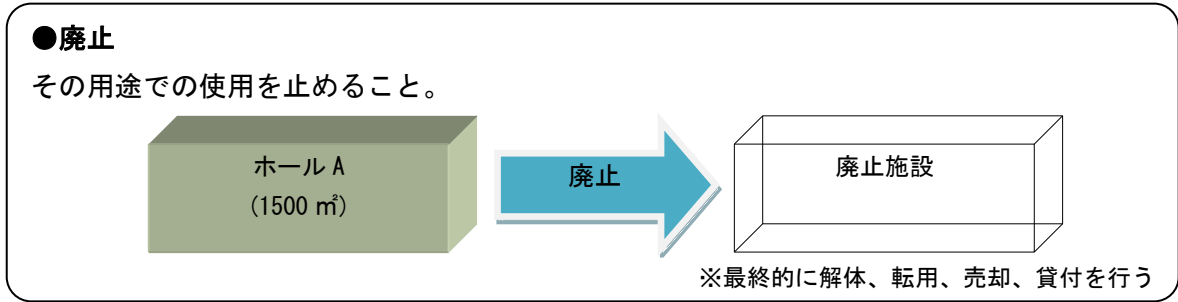 ●廃止
その用途での使用を止めること。
ホール A
(1500 ㎡)
廃止
廃止施設
※最終的に解体、転用、売却、貸付を行う